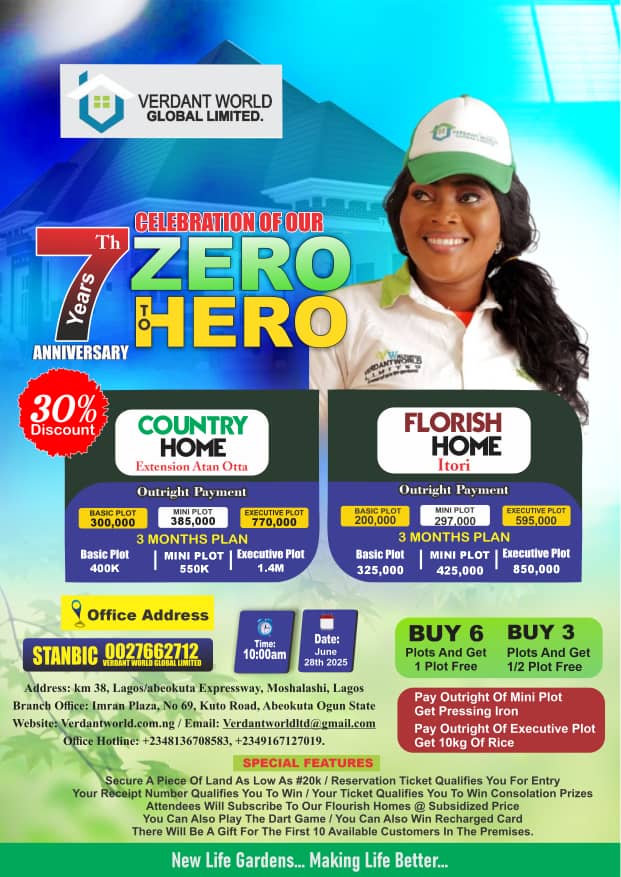 VERDANT WORLD
GLOBAL LIMITED.
VERDANT WORLD
GLOBAL LIMITED
VERDANTWORLD
LIMITED
CELEBRATION OF OUR
7Th
Years
ANNIVERSARY
ZERO
TO
HERO
30%
Discount
COUNTRY
HOME
Extension Atan Otta
Outright Payment
BASIC PLOT MINI PLOT EXECUTIVE PLOT
300,000 385,000 770,000
3 MONTHS PLAN
Basic Plot MINI PLOT Executive Plot
400K 550K 1.4M
FLORISH
HOME
Itori
Outright Payment
BASIC PLOT MINI PLOT EXECUTIVE PLOT
200,000 297,000 595,000
3 MONTHS PLAN
Basic Plot MINI PLOT Executive Plot
325,000 425,000 850,000
Office Address
STANBIC 0027662712
VERDANT WORLD GLOBAL LIMITED
Time:
10:00am
Date:
June
28th 2025
BUY 6
Plots And Get
1 Plot Free
BUY 3
Plots And Get
1/2 Plot Free
Address: km 38, Lagos/abeokuta Expressway, Moshalashi, Lagos
Branch Office: Imran Plaza, No 69, Kuto Road, Abeokuta Ogun State
Website: Verdantworld.com.ng / Email: Verdantworldltd@gmail.com
Office Hotline: +2348136708583, +2349167127019.
Pay Outright Of Mini Plot
Get Pressing Iron
Pay Outright Of Executive Plot
Get 10kg Of Rice
SPECIAL FEATURES
Secure A Piece Of Land As Low As #20k / Reservation Ticket Qualifies You For Entry
Your Receipt Number Qualifies You To Win / Your Ticket Qualifies You To Win Consolation Prizes
Attendees Will Subscribe To Our Flourish Homes @ Subsidized Price
You Can Also Play The Dart Game / You Can Also Win Recharged Card
There Will Be A Gift For The First 10 Available Customers In The Premises.
New Life Gardens... Making Life Better...